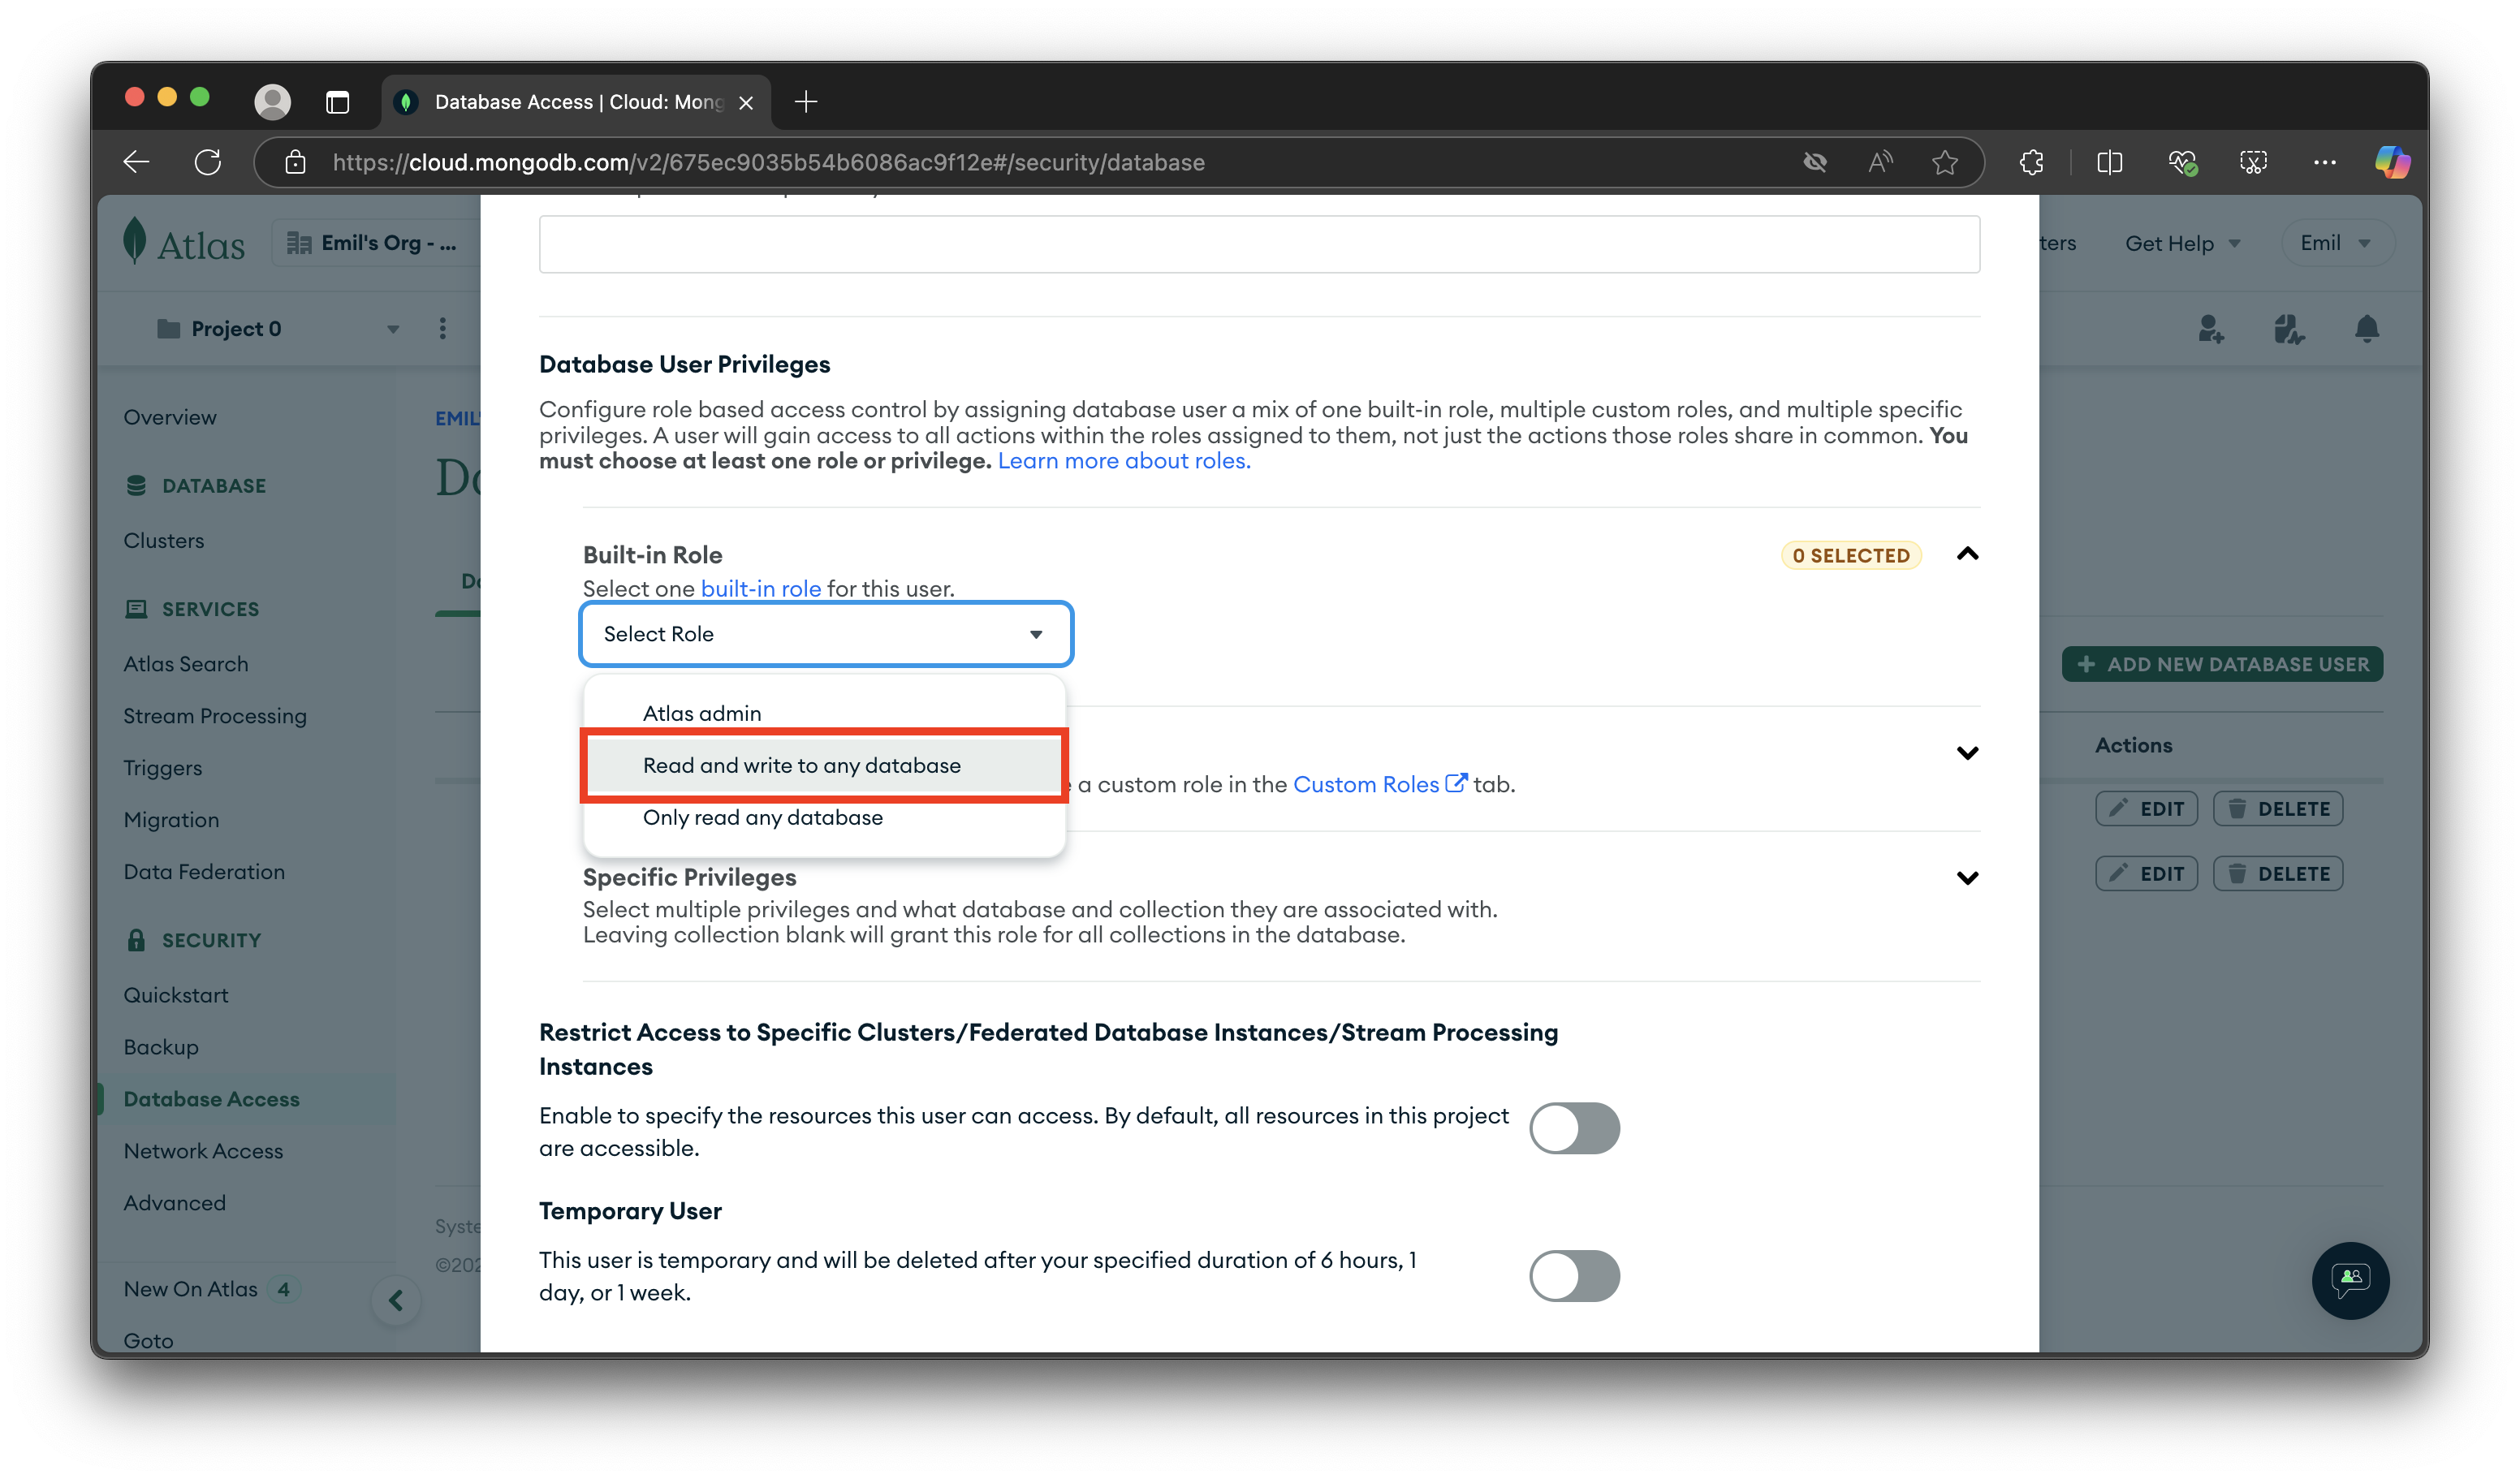 Database Access | Cloud: Mong
https://cloud.mongodb.com/v2/675ec9035b54b6086ac9f12e#/security/database
Atlas
Emil's Org - ...
ters
Get Help
Emil
Project 0
Overview
DATABASE
Clusters
SERVICES
Atlas Search
Stream Processing
Triggers
Migration
Data Federation
SECURITY
Quickstart
Backup
Database Access
Network Access
Advanced
New On Atlas 4
Goto
EMIL'
Da
Da
Syste
©202
Database User Privileges
Configure role based access control by assigning database user a mix of one built-in role, multiple custom roles, and multiple specific
privileges. A user will gain access to all actions within the roles assigned to them, not just the actions those roles share in common. You
must choose at least one role or privilege. Learn more about roles.
Built-in Role
0 SELECTED
Select one built-in role for this user.
Select Role
Atlas admin
Read and write to any database
Only read any database
a custom role in the Custom Roles tab.
Specific Privileges
Select multiple privileges and what database and collection they are associated with.
Leaving collection blank will grant this role for all collections in the database.
Restrict Access to Specific Clusters/Federated Database Instances/Stream Processing
Instances
Enable to specify the resources this user can access. By default, all resources in this project
are accessible.
Temporary User
This user is temporary and will be deleted after your specified duration of 6 hours, 1
day, or 1 week.
+ ADD NEW DATABASE USER
Actions
EDIT DELETE
EDIT DELETE